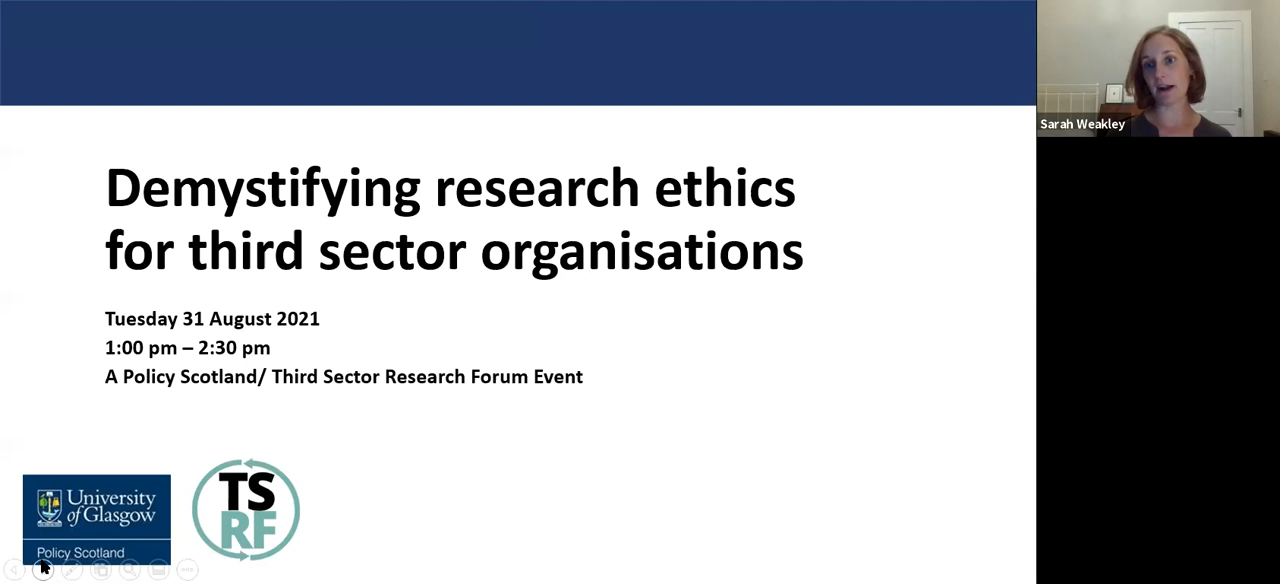 Demystifying research ethics
for third sector organisations
Tuesday 31 August 2021
1:00 pm – 2:30 pm
A Policy Scotland/ Third Sector Research Forum Event
University
of Glasgow
Policy Scotland
TS
RF
Sarah Weakley